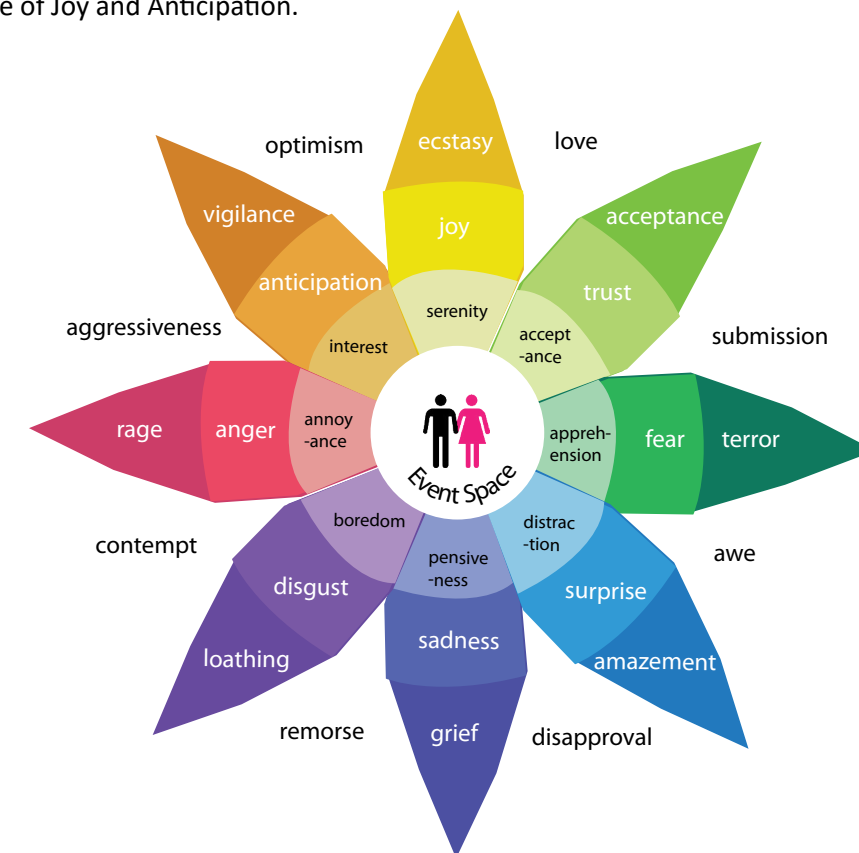 e of Joy and Anticipation.
ecstasy
optimism
love
vigilance
acceptance
joy
anticipation
trust
serenity
aggressiveness
interest
accept
-ance
submission
rage
anger
annoy
-ance
appreh-
ension
fear
terror
Event Space
boredom
distrac
-tion
contempt
awe
pensive
-ness
disgust
surprise
sadness
loathing
amazement
remorse
grief
disapproval